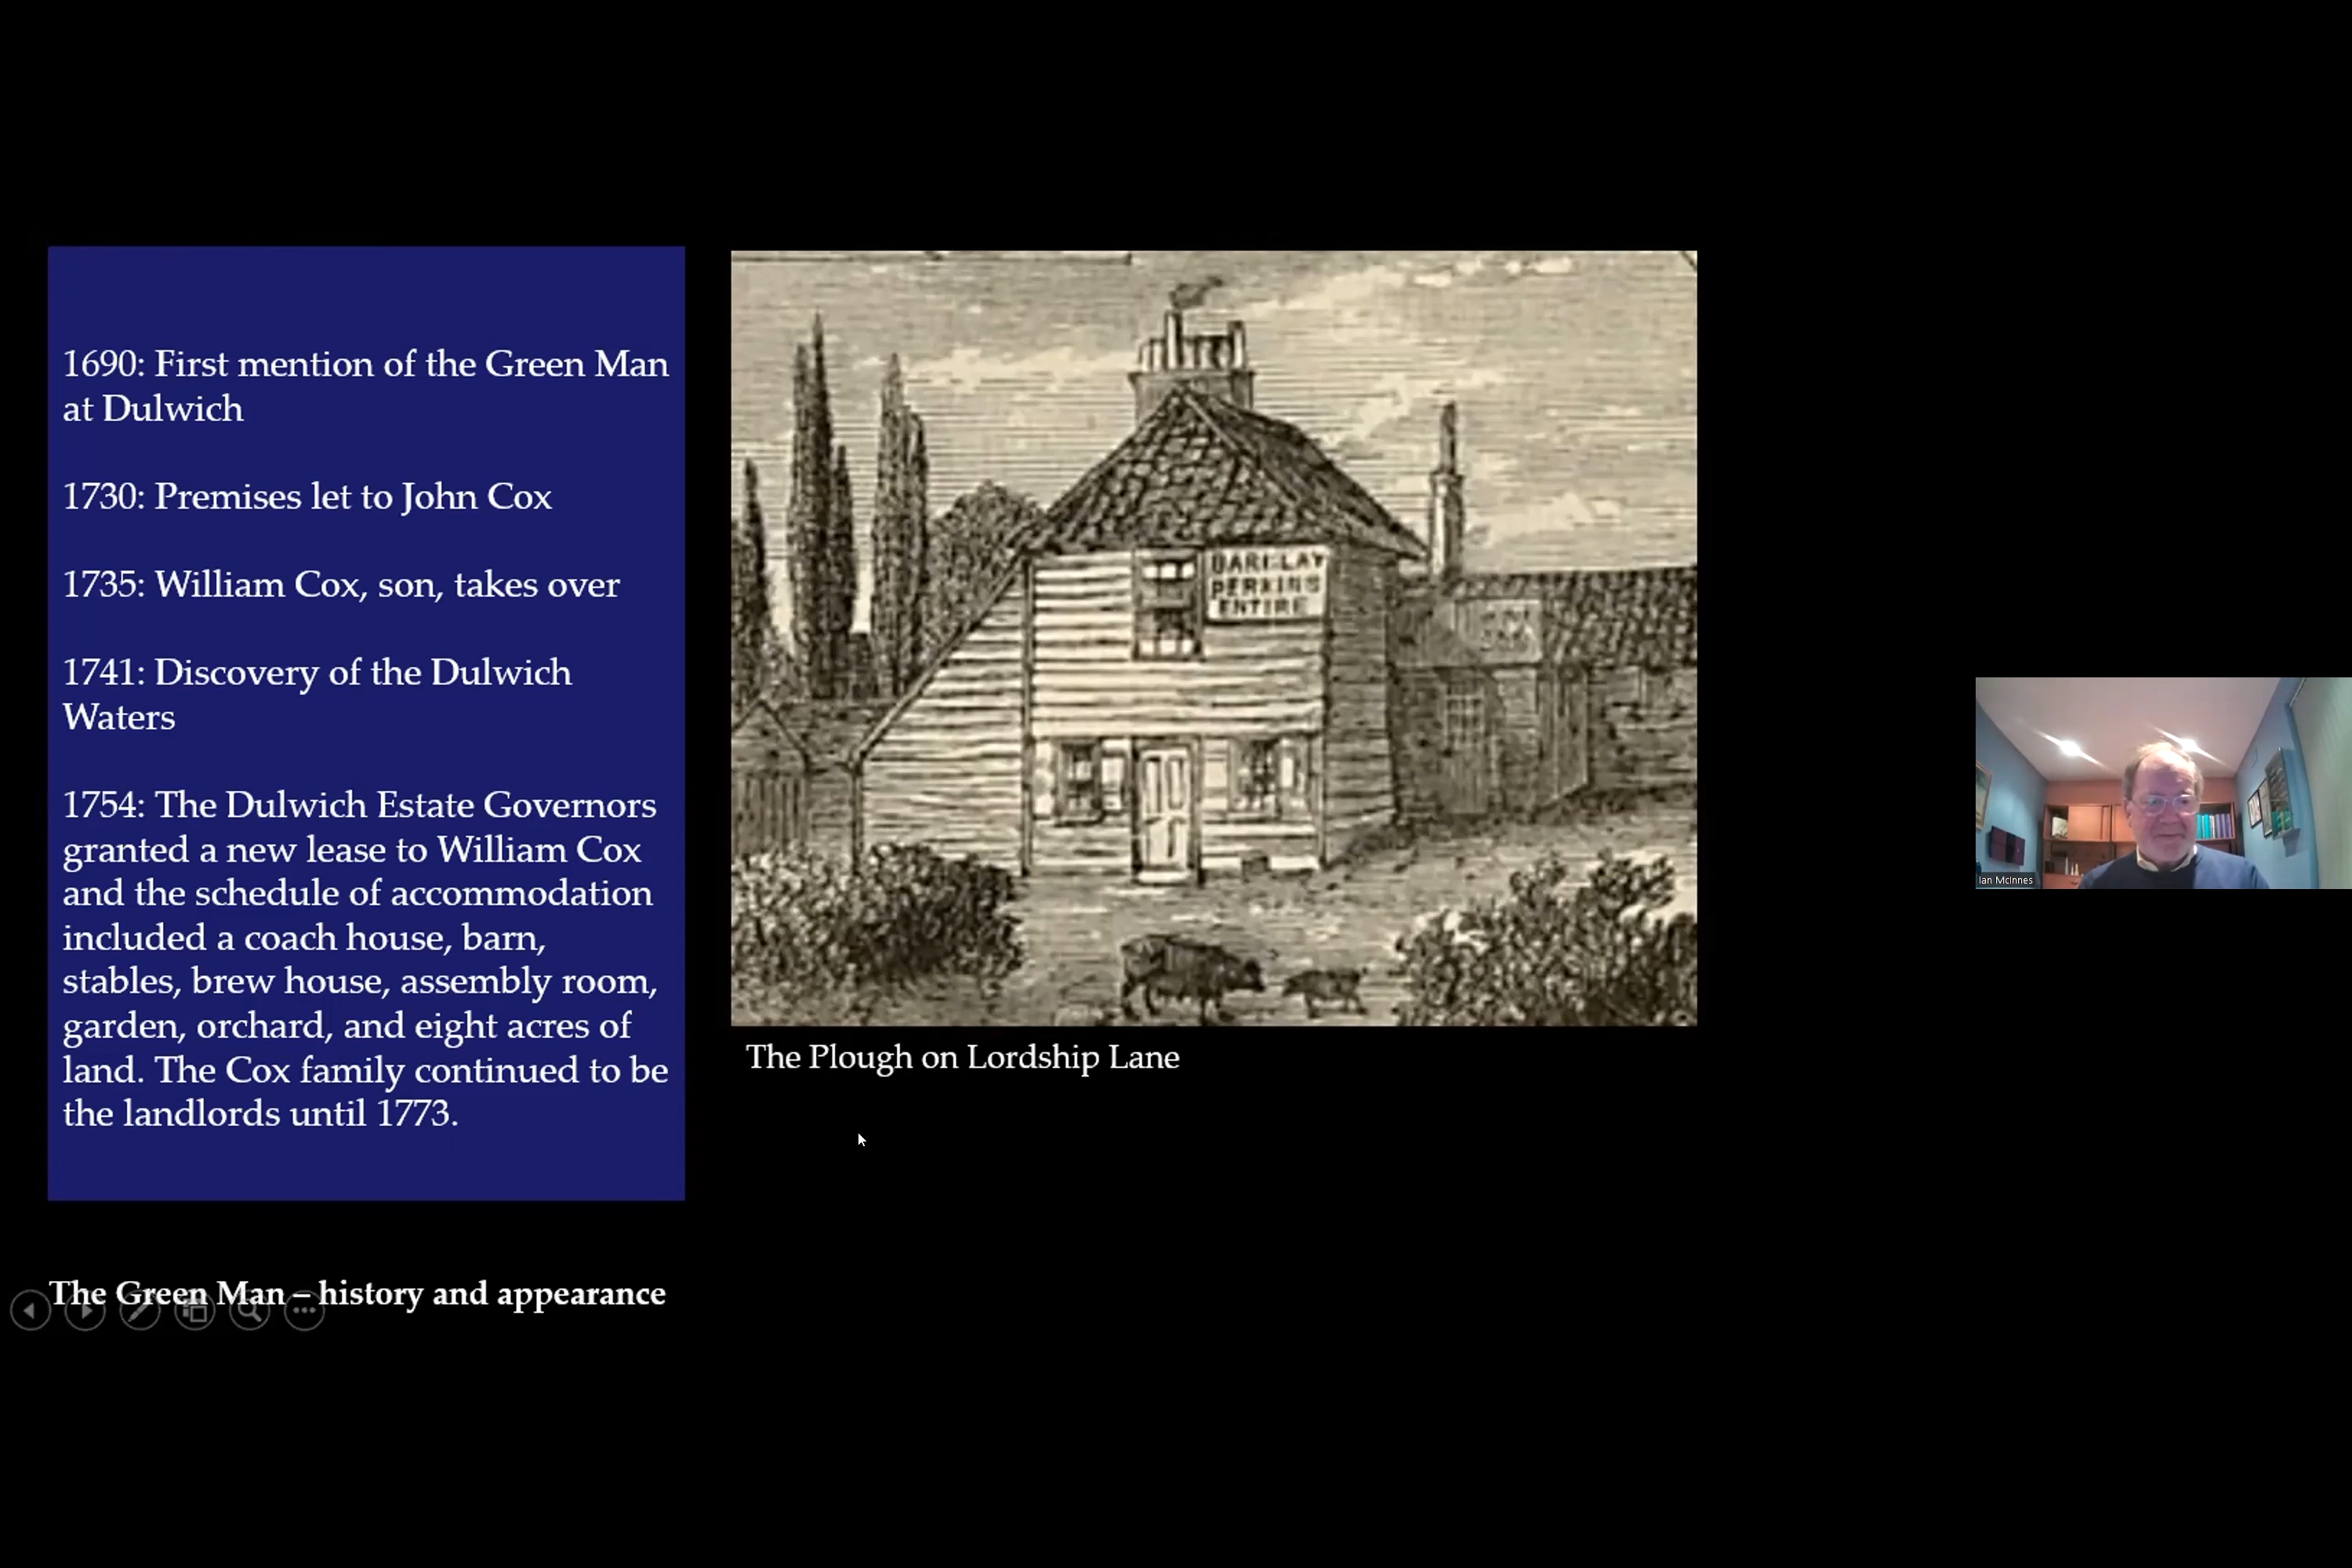 1690: First mention of the Green Man
at Dulwich
1730: Premises let to John Cox
1735: William Cox, son, takes over
1741: Discovery of the Dulwich
Waters
1754: The Dulwich Estate Governors
granted a new lease to William Cox
and the schedule of accommodation
included a coach house, barn,
stables, brew house, assembly room,
garden, orchard, and eight acres of
land. The Cox family continued to be
the landlords until 1773.
BARCLAY
PERKINS
ENTIRE
The Plough on Lordship Lane
Ian McInnes
The Green Man – history and appearance